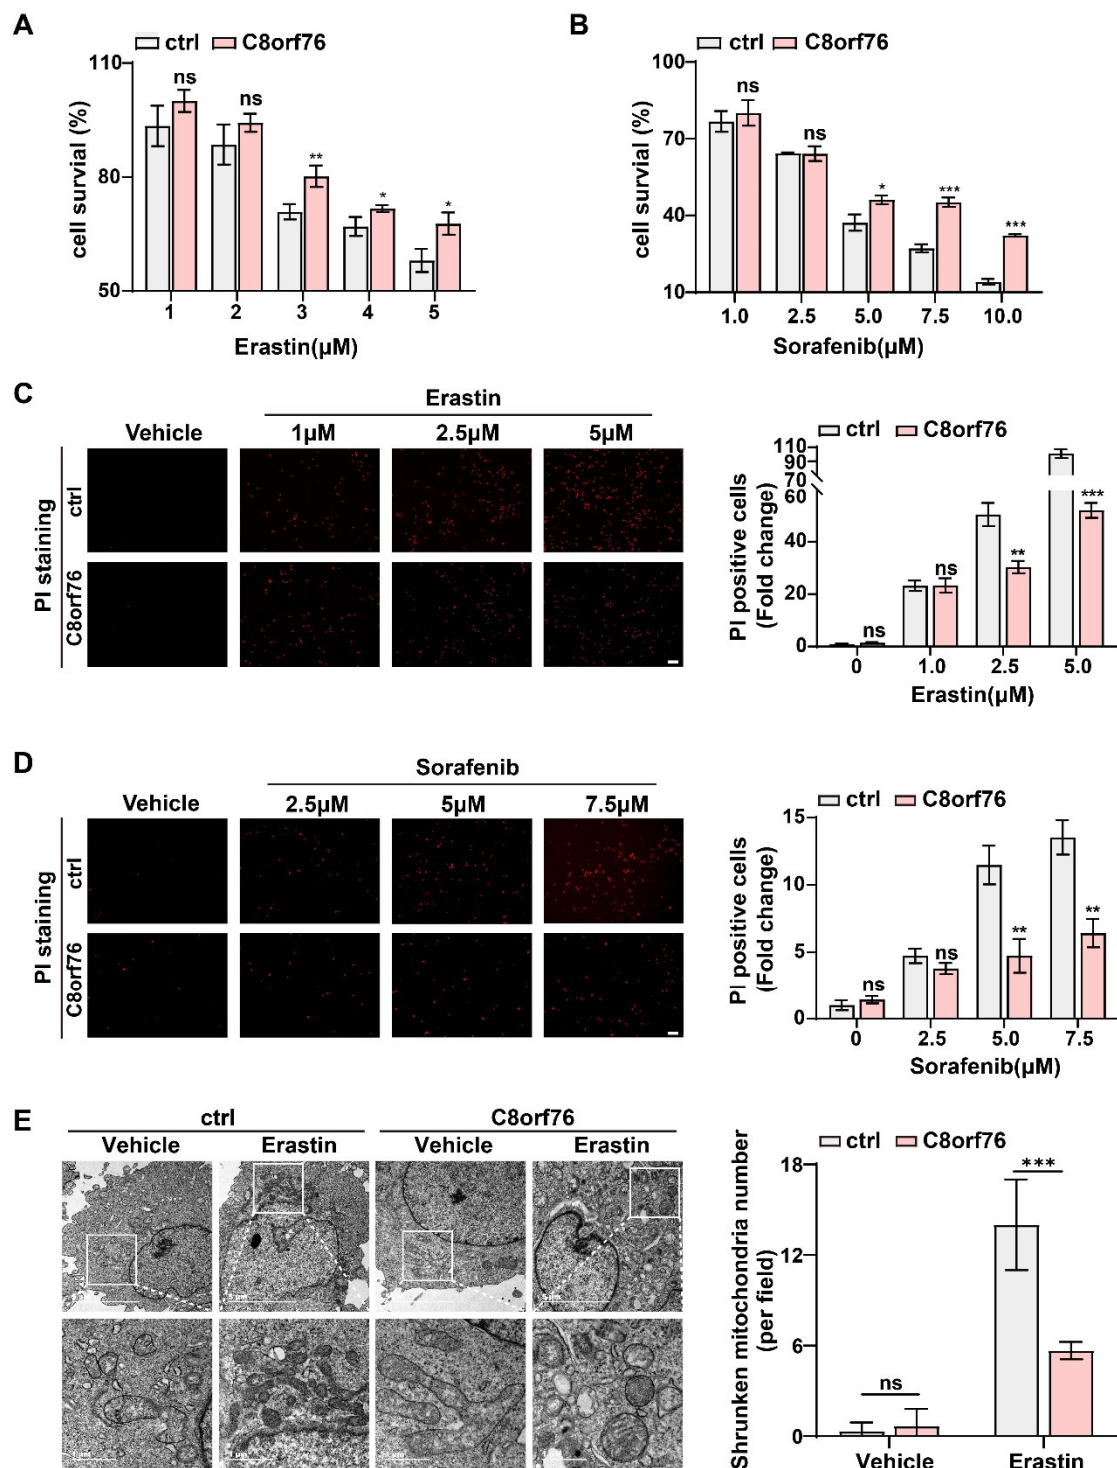 A
ctrl C8orf76
cell survial (%)
110
80
50
ns ns ** * *
1 2 3 4 5
Erastin(μM)
B
ctrl C8orf76
cell survial (%)
100
70
40
10
ns ns * *** ***
1.0 2.5 5.0 7.5 10.0
Sorafenib(μM)
C
Erastin
Vehicle 1μM 2.5μM 5μM
PI staining
ctrl
C8orf76
ctrl C8orf76
PI positive cells
(Fold change)
110
90
70
60
40
20
0
ns ns ** ***
0 1.0 2.5 5.0
Erastin(μM)
D
Sorafenib
Vehicle 2.5μM 5μM 7.5μM
PI staining
ctrl
C8orf76
ctrl C8orf76
PI positive cells
(Fold change)
15
10
5
0
ns ns ** **
0 2.5 5.0 7.5
Sorafenib(μM)
E
ctrl C8orf76
Vehicle Erastin Vehicle Erastin
ctrl C8orf76
Shrunken mitochondria number
(per field)
18
12
6
0
ns ***
Vehicle Erastin